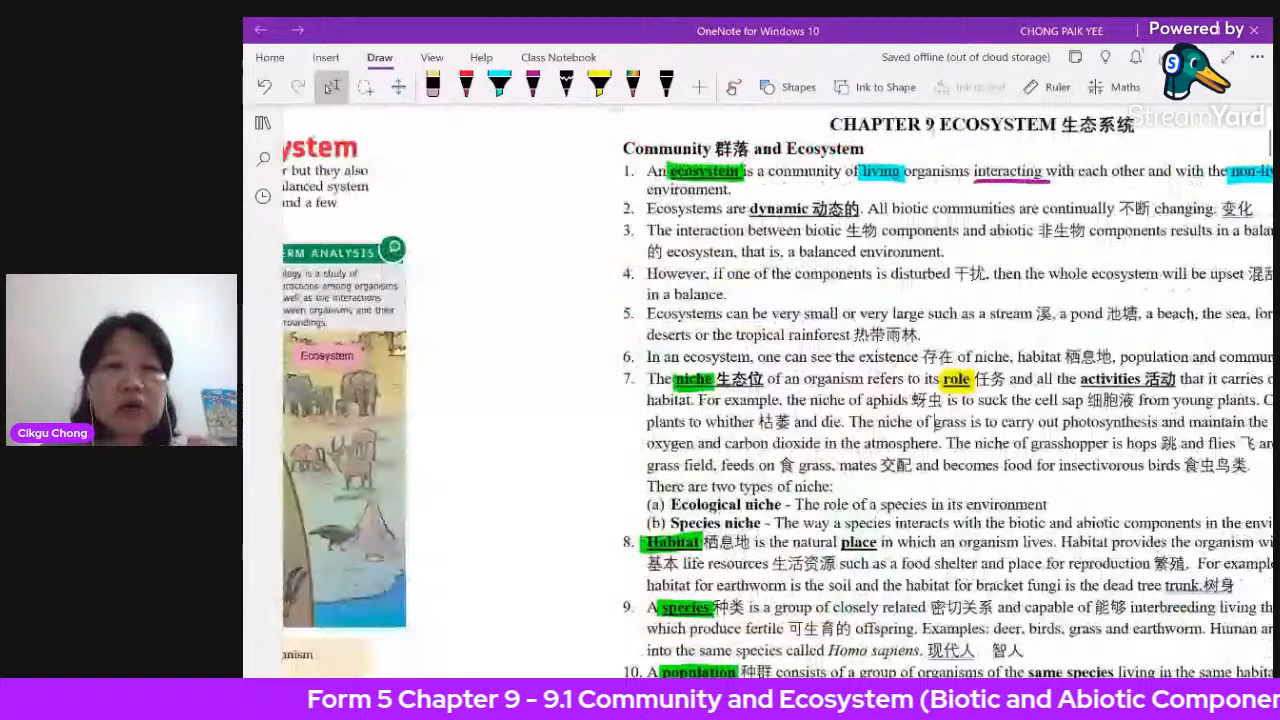 OneNote for Windows 10
CHONG PAIK YEE
Powered by
Home Insert Draw View Help Class Notebook
Saved offline (out of cloud storage)
Shapes Ink to Shape Ink to Text Ruler Maths
StreamYard
ystem
r but they also
lanced system
nd a few
ERM ANALYSIS
logy is a study of
eractions among organisms
well as the interactions
ween organisms and their
roundings.
Ecosystem
anism
CHAPTER 9 ECOSYSTEM 生态系统
Community 群落 and Ecosystem
1. An ecosystem is a community of living organisms interacting with each other and with the non-liv
environment.
2. Ecosystems are dynamic 动态的. All biotic communities are continually 不断 changing. 变化
3. The interaction between biotic 生物 components and abiotic 非生物 components results in a balan
的 ecosystem, that is, a balanced environment.
4. However, if one of the components is disturbed 干扰, then the whole ecosystem will be upset 混乱
in a balance.
5. Ecosystems can be very small or very large such as a stream 溪, a pond 池塘, a beach, the sea, for
deserts or the tropical rainforest 热带雨林.
6. In an ecosystem, one can see the existence 存在 of niche, habitat 栖息地, population and commun
7. The niche 生态位 of an organism refers to its role 任务 and all the activities 活动 that it carries o
habitat. For example, the niche of aphids 蚜虫 is to suck the cell sap 细胞液 from young plants. C
plants to whither 枯萎 and die. The niche of grass is to carry out photosynthesis and maintain the
oxygen and carbon dioxide in the atmosphere. The niche of grasshopper is hops 跳 and flies 飞 ar
grass field, feeds on 食 grass, mates 交配 and becomes food for insectivorous birds 食虫鸟类.
There are two types of niche:
(a) Ecological niche - The role of a species in its environment
(b) Species niche - The way a species interacts with the biotic and abiotic components in the envi
8. Habitat 栖息地 is the natural place in which an organism lives. Habitat provides the organism wi
基本 life resources 生活资源 such as a food shelter and place for reproduction 繁殖. For example
habitat for earthworm is the soil and the habitat for bracket fungi is the dead tree trunk.树身
9. A species 种类 is a group of closely related 密切关系 and capable of 能够 interbreeding living th
which produce fertile 可生育的 offspring. Examples: deer, birds, grass and earthworm. Human ar
into the same species called Homo sapiens. 现代人 智人
10. A population 种群 consists of a group of organisms of the same species living in the same habita
Cikgu Chong
Form 5 Chapter 9 - 9.1 Community and Ecosystem (Biotic and Abiotic Componen